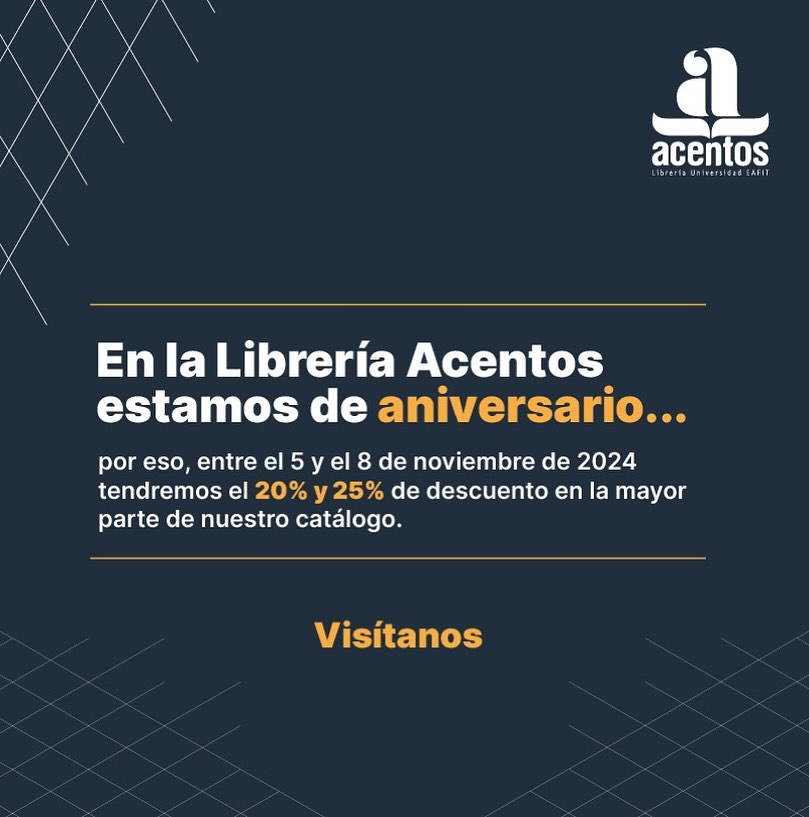 a
acentos
Librería Universidad EAFIT
En la Librería Acentos
estamos de aniversario...
por eso, entre el 5 y el 8 de noviembre de 2024
tendremos el 20% y 25% de descuento en la mayor
parte de nuestro catálogo.
Visítanos